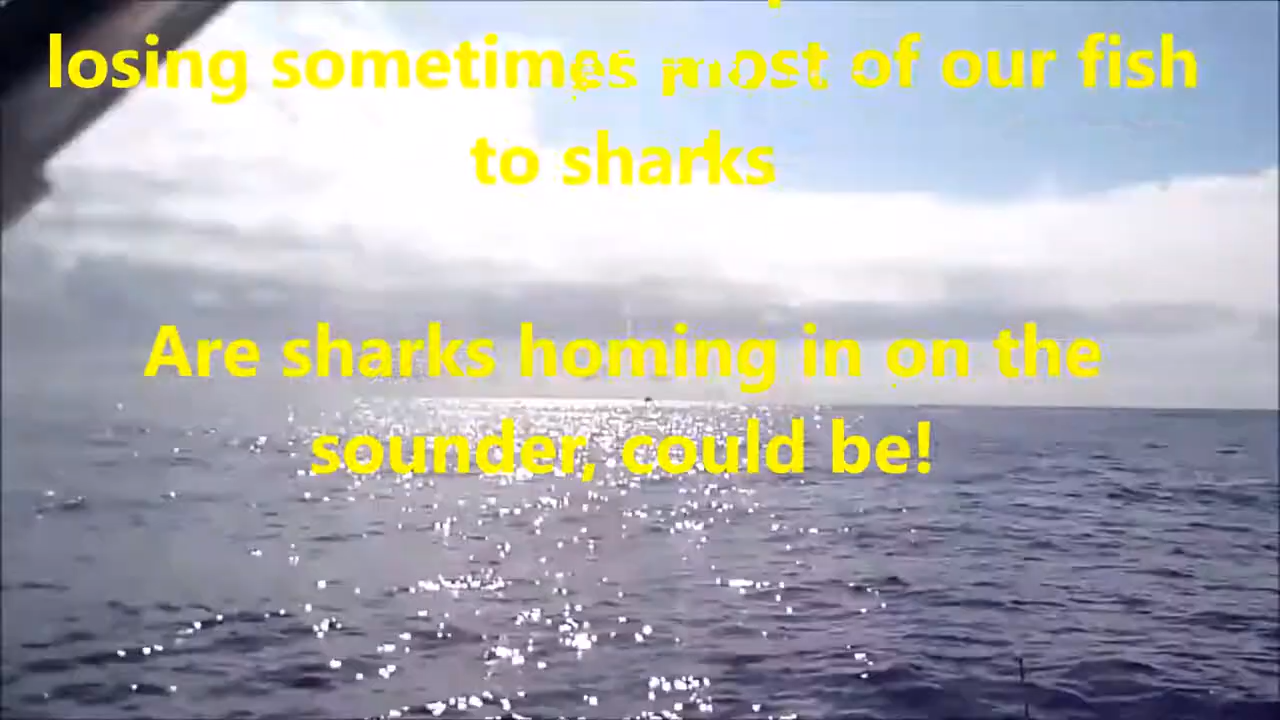 losing sometimes most of our fish
to sharks
Are sharks homing in on the
sounder, could be!